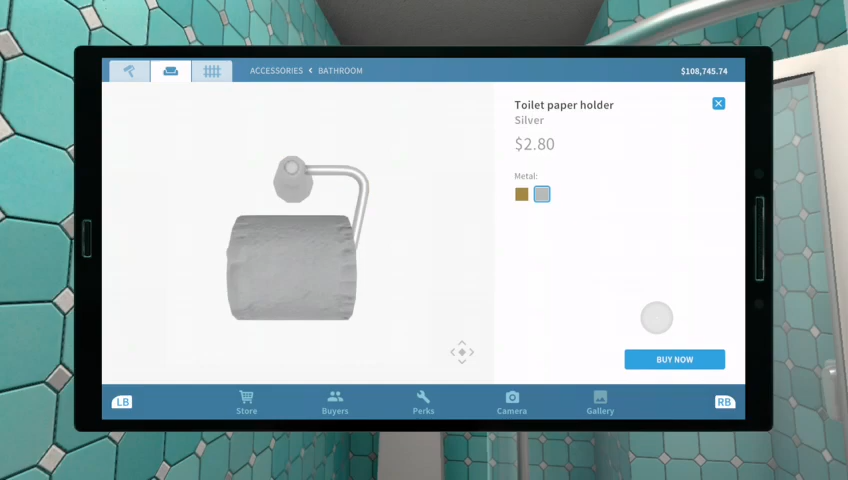 ACCESSORIES < BATHROOM
$108,745.74
Toilet paper holder
Silver
$2.80
Metal:
BUY NOW
LB
Store
Buyers
Perks
Camera
Gallery
RB